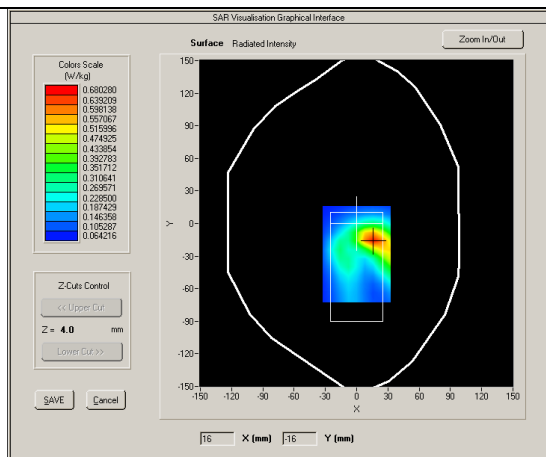 SAR Visualisation Graphical Interface
Surface Radiated Intensity
Zoom In/Out
Colors Scale
(W/kg)
0.680280
0.639209
0.598138
0.557067
0.515996
0.474925
0.433854
0.392783
0.351712
0.310641
0.269571
0.228500
0.187429
0.146358
0.105287
0.064216
Z-Cuts Control
<< Upper Cut
Z = 4.0 mm
Lower Cut >>
SAVE Cancel
150-
120-
90-
60-
30-
0-
-30-
-60-
-90-
-120-
-150-
Y
-150 -120 -90 -60 -30 0 30 60 90 120 150
X
16 X (mm) -16 Y (mm)